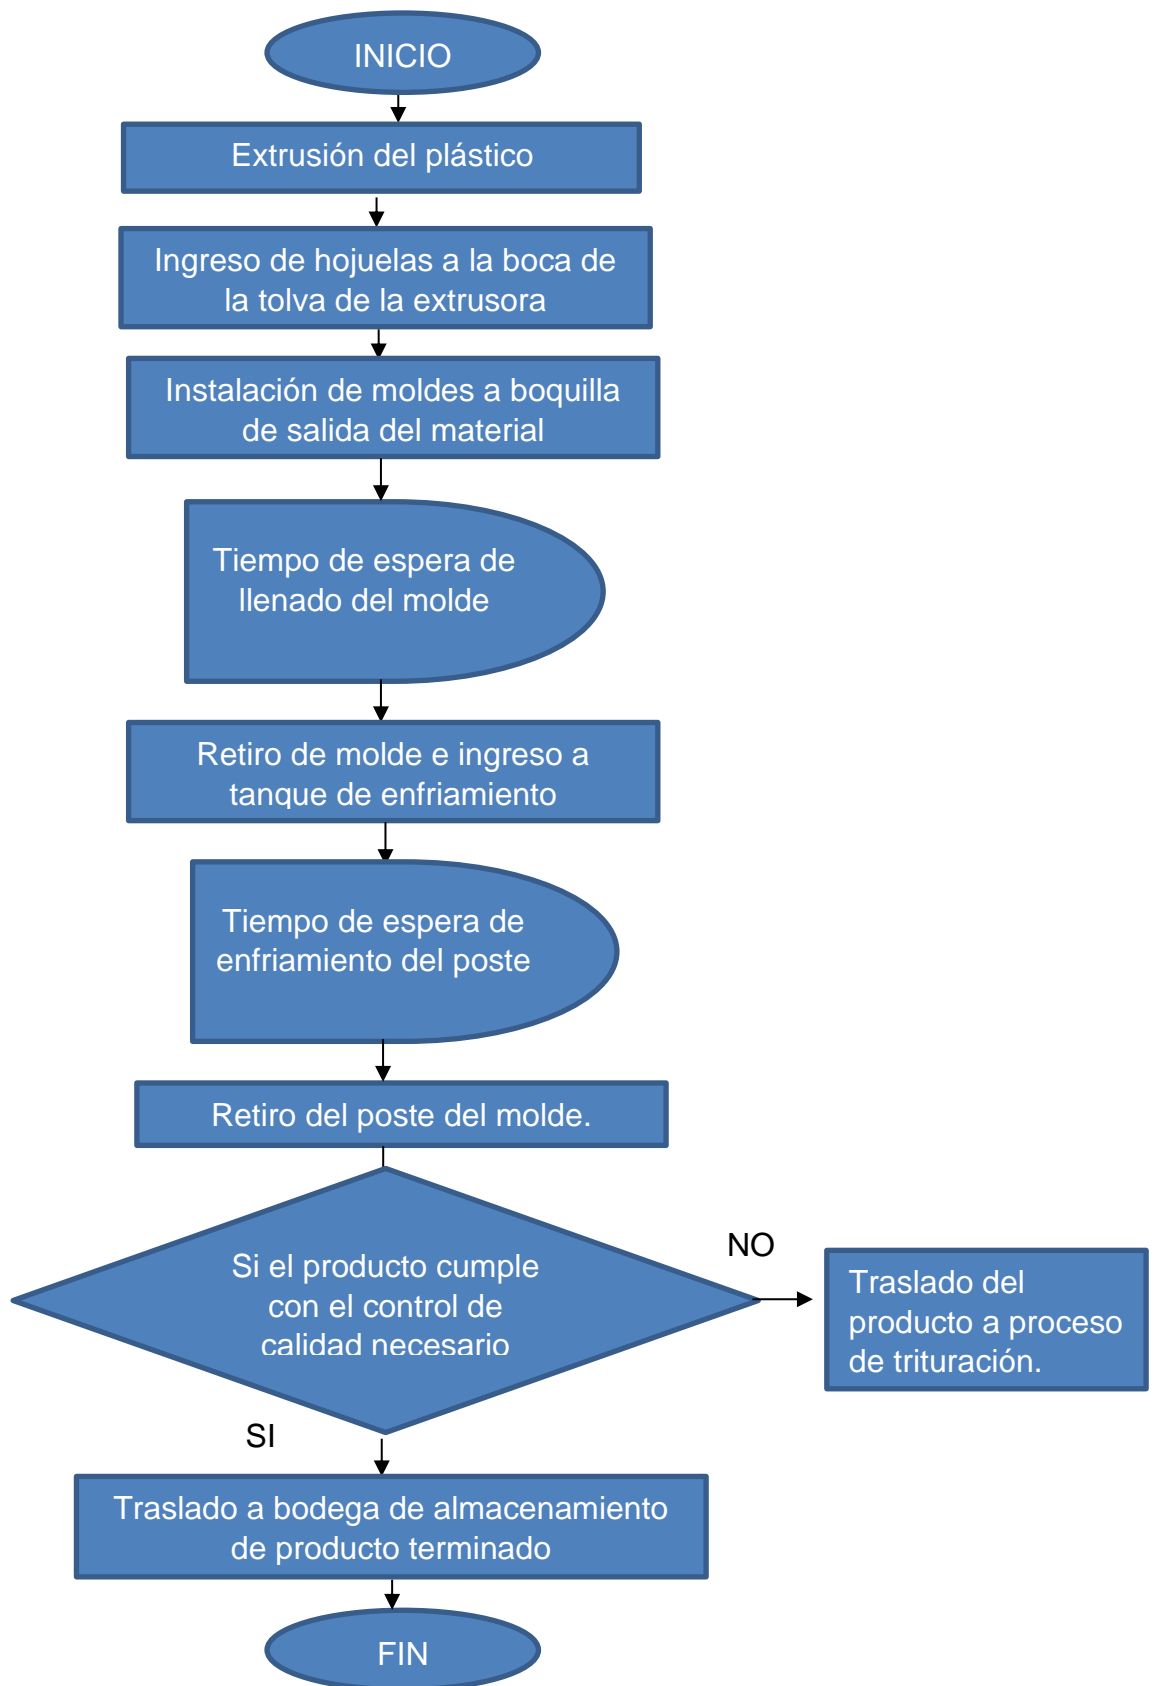 INICIO
Extrusión del plástico
Ingreso de hojuelas a la boca de
la tolva de la extrusora
Instalación de moldes a boquilla
de salida del material
Tiempo de espera de
llenado del molde
Retiro de molde e ingreso a
tanque de enfriamiento
Tiempo de espera de
enfriamiento del poste
Retiro del poste del molde.
Si el producto cumple
con el control de
calidad necesario
NO
Traslado del
producto a proceso
de trituración.
SI
Traslado a bodega de almacenamiento
de producto terminado
FIN